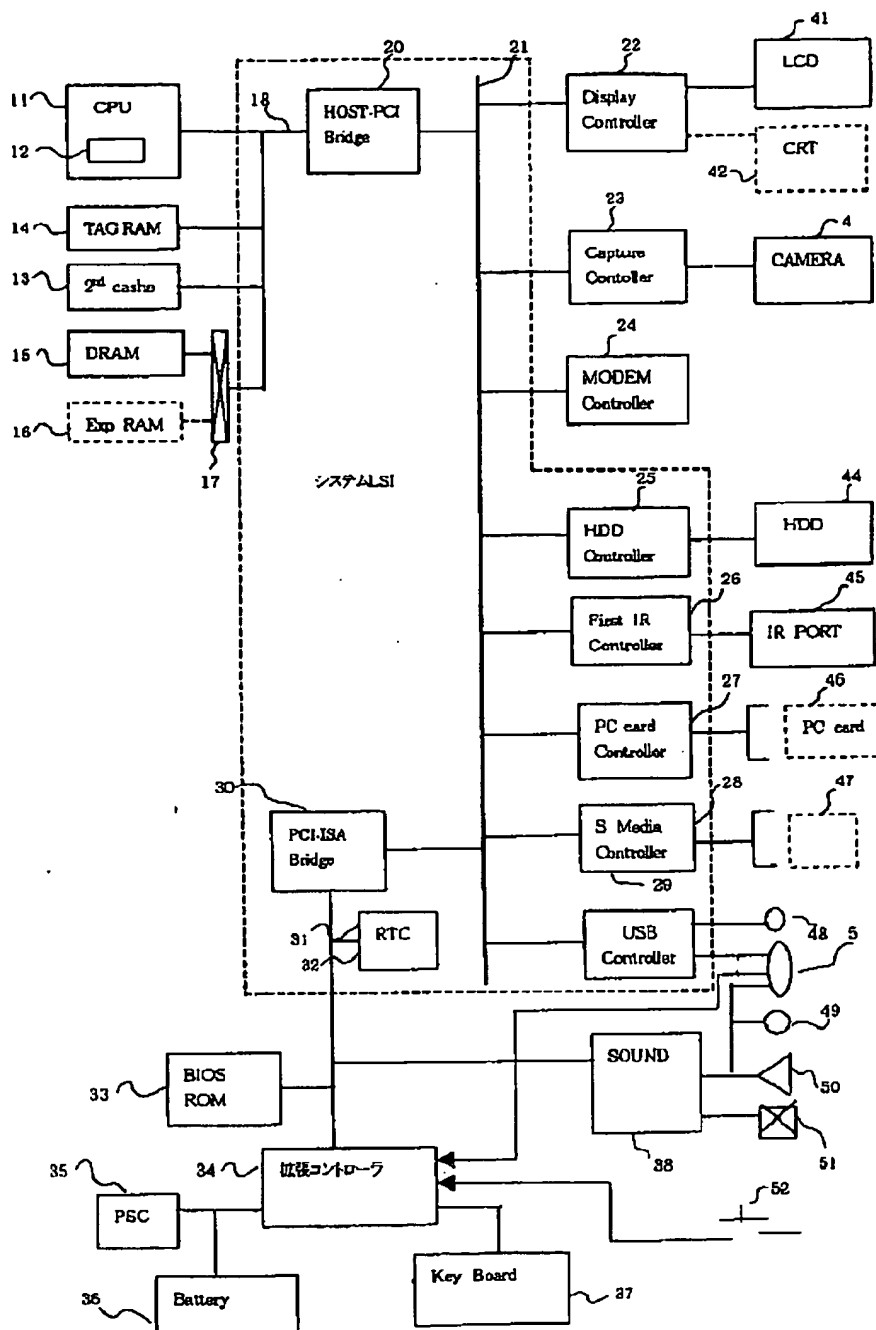 41
20
21
22
LCD
11
CPU
18
HOST-PCI
Bridge
Display
Controller
12
CRT
42
14
TAG RAM
23
4
13
2nd cashe
Capture
Contoller
CAMERA
15
DRAM
24
MODEM
Controller
16
Exp RAM
17
システムLSI
25
44
HDD
Controller
HDD
26
45
First IR
Controller
IR PORT
46
27
PC card
Controller
PC card
30
28
47
PCI-ISA
Bridge
S Media
Controller
29
31
RTC
32
USB
Controller
48
5
49
33
BIOS
ROM
SOUND
50
38
51
34
拡張コントローラ
35
52
PSC
36
Battery
Key Board
37